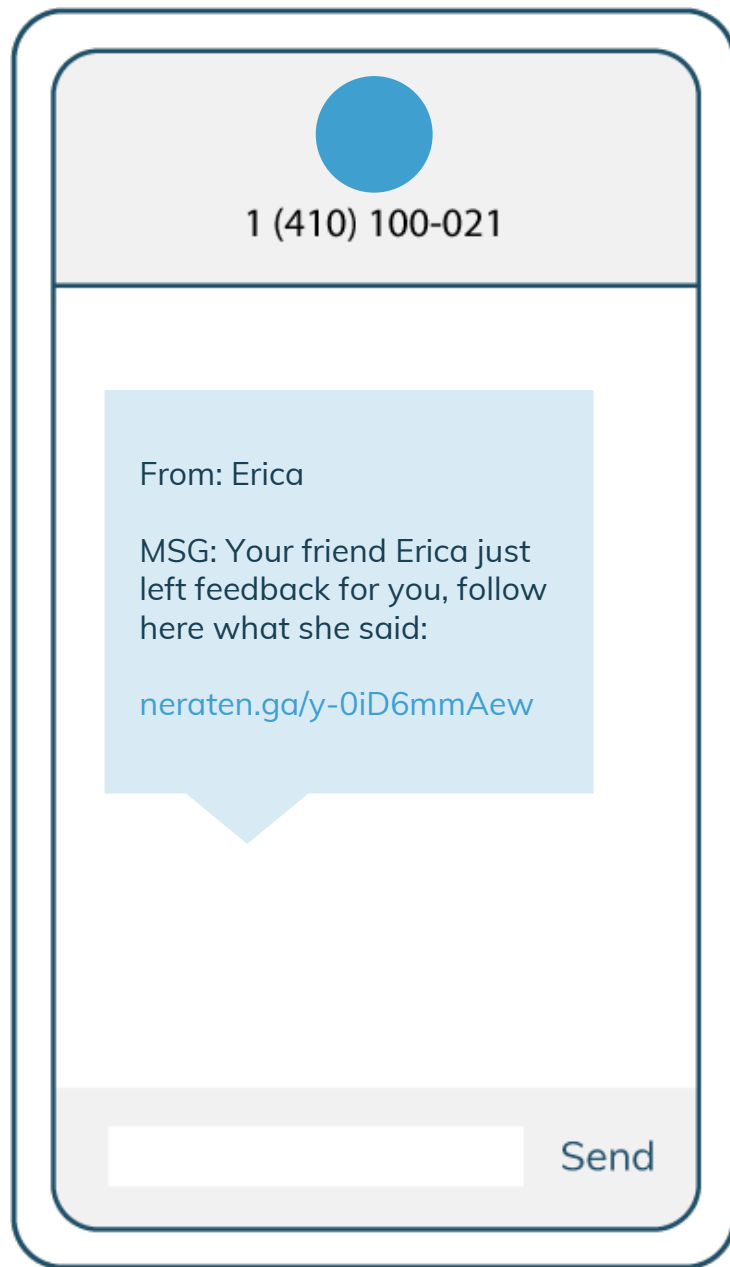 1 (410) 100-021
From: Erica
MSG: Your friend Erica just
left feedback for you, follow
here what she said:
neraten.ga/y-0iD6mmAew
Send